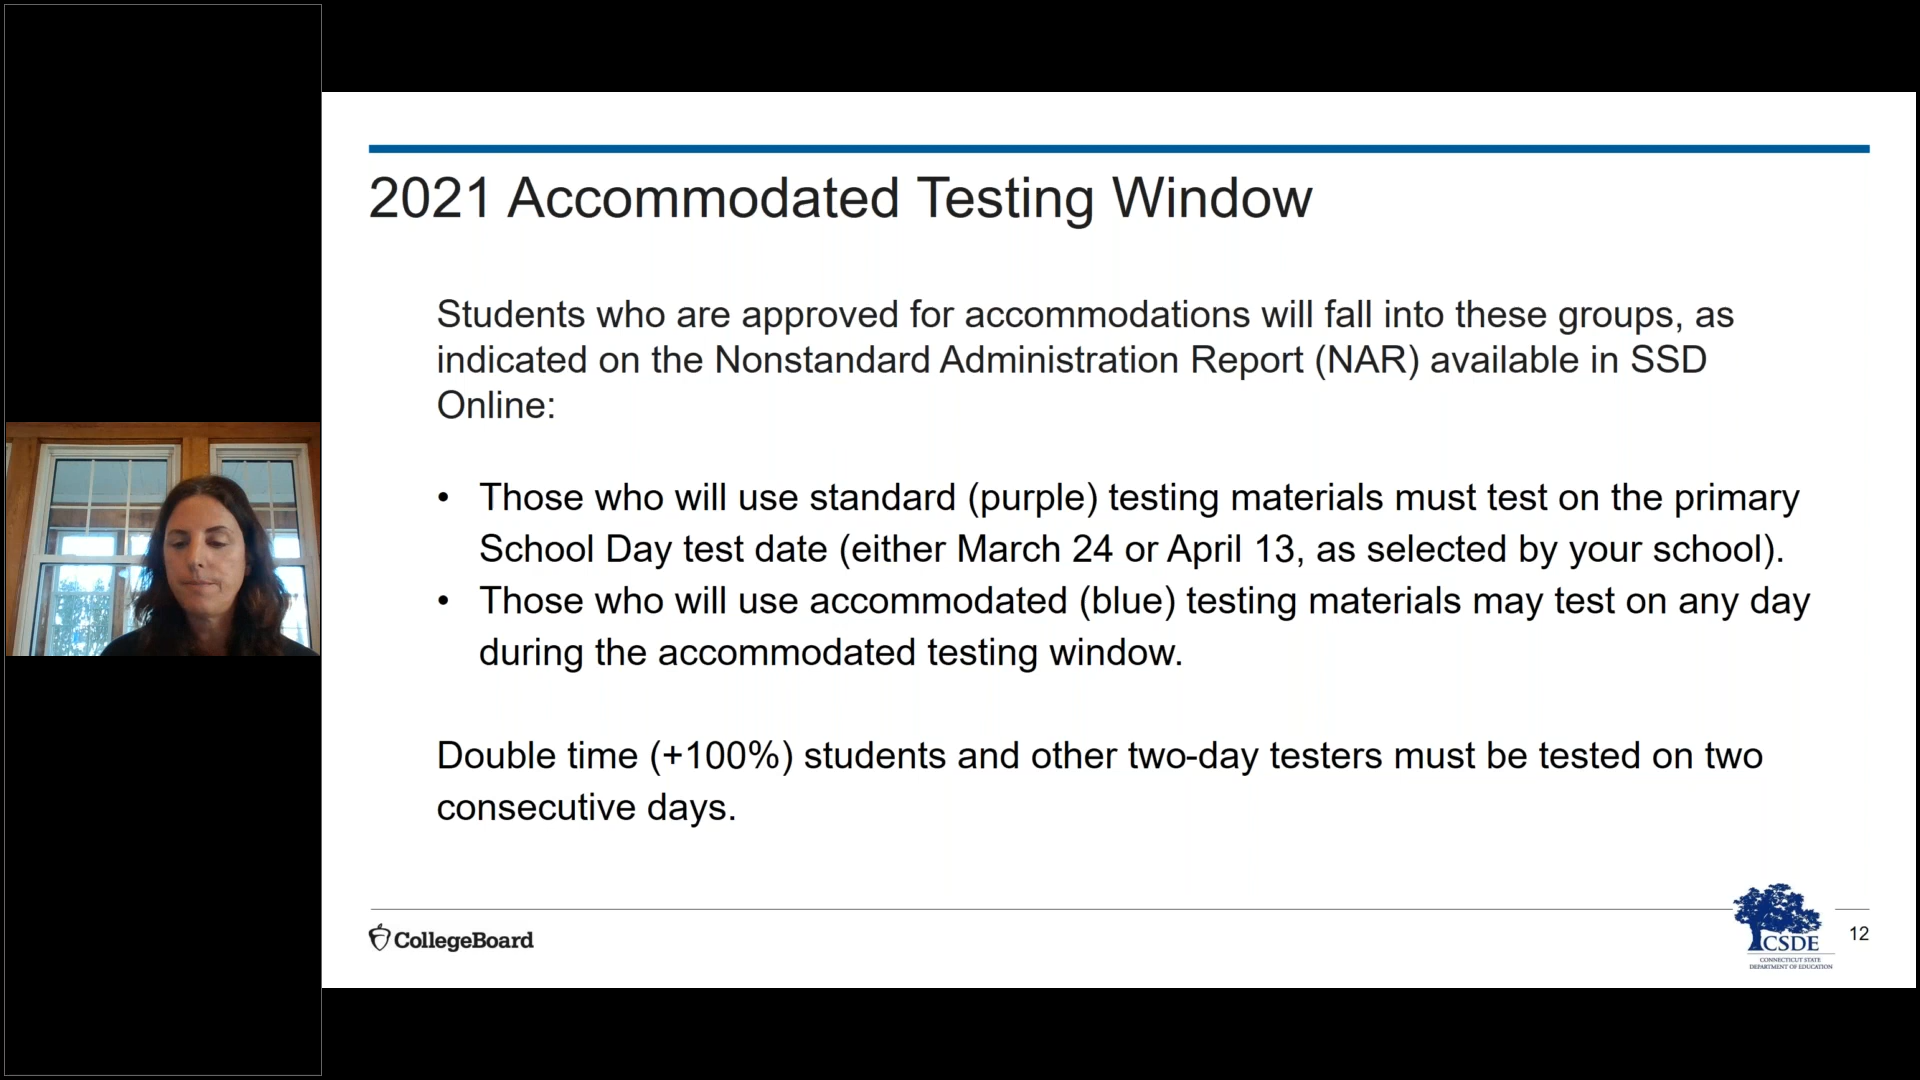 2021 Accommodated Testing Window
Students who are approved for accommodations will fall into these groups, as
indicated on the Nonstandard Administration Report (NAR) available in SSD
Online:
• Those who will use standard (purple) testing materials must test on the primary
School Day test date (either March 24 or April 13, as selected by your school).
• Those who will use accommodated (blue) testing materials may test on any day
during the accommodated testing window.
Double time (+100%) students and other two-day testers must be tested on two
consecutive days.
CollegeBoard
CSDE
CONNECTICUT STATE
DEPARTMENT OF EDUCATION
12